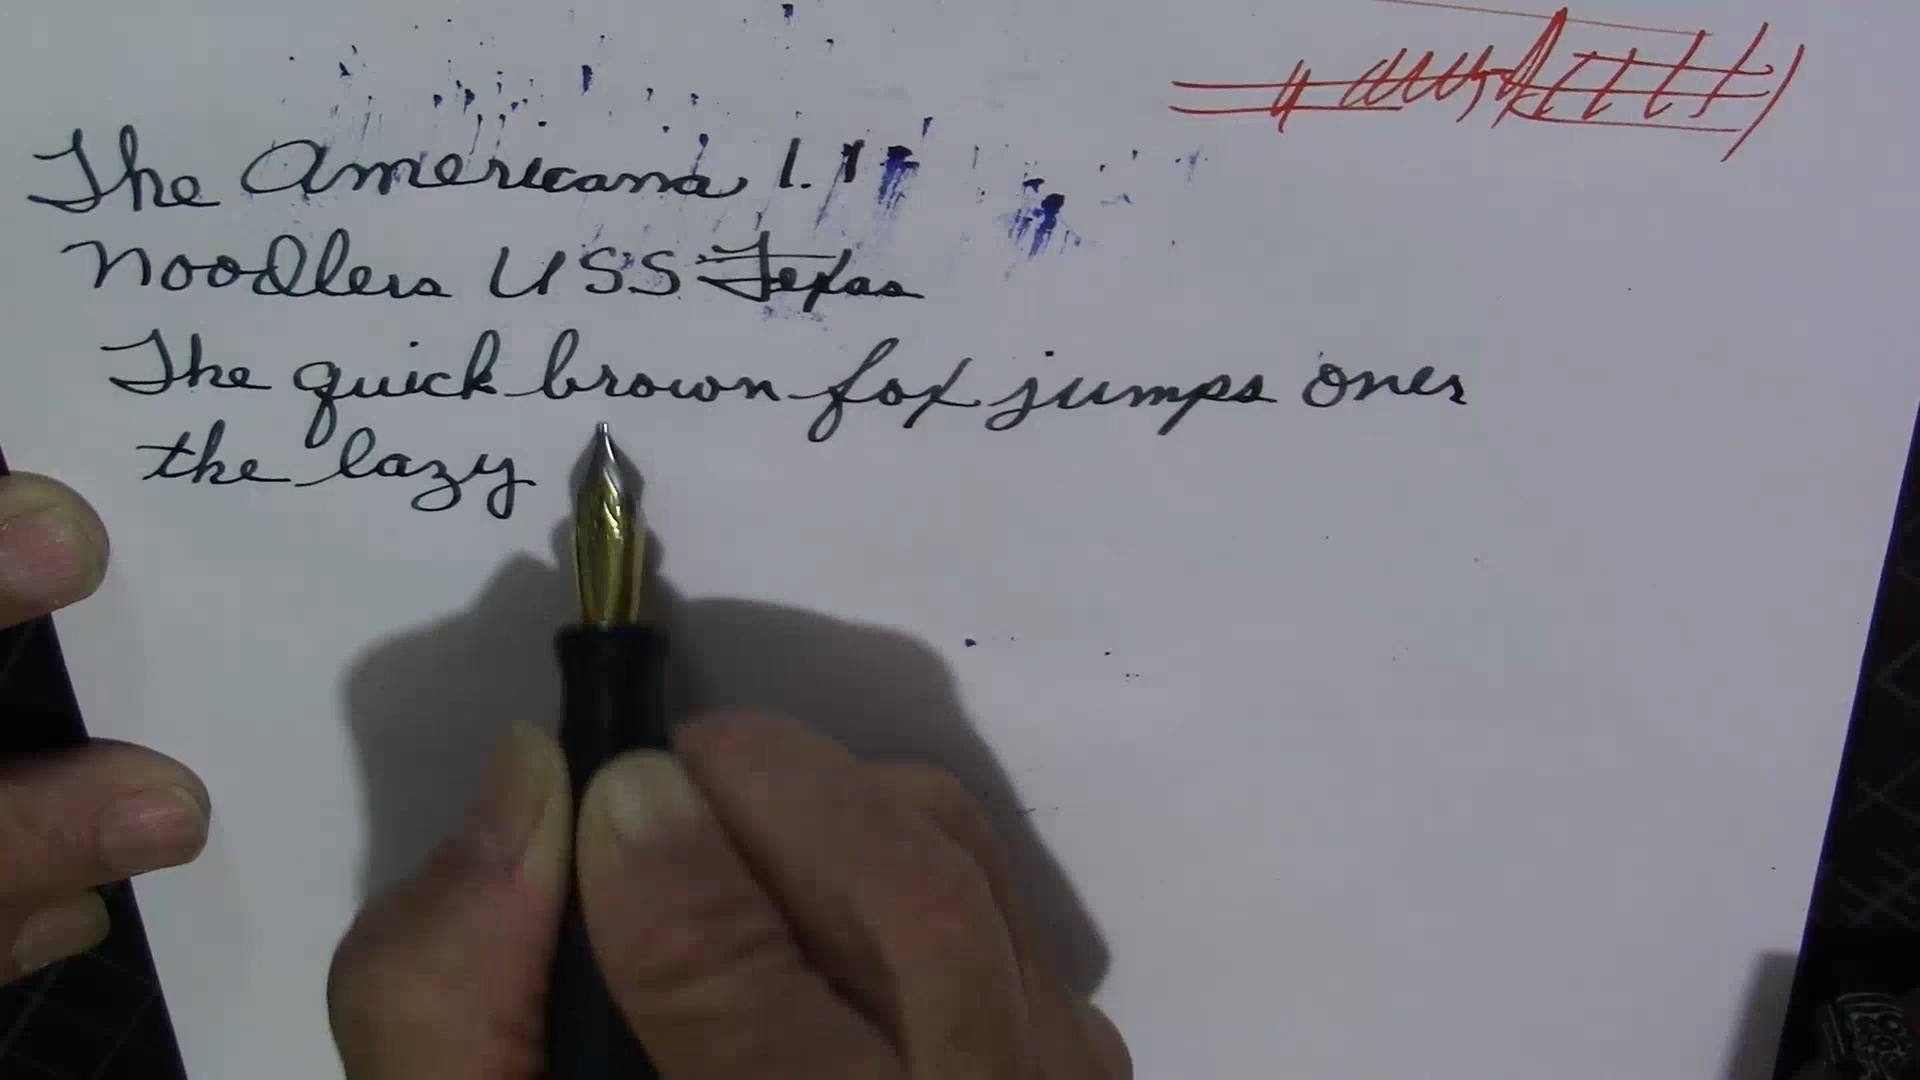 The Americana 1.1
Noodlers USS Texas
The quick brown fox jumps over
the lazy